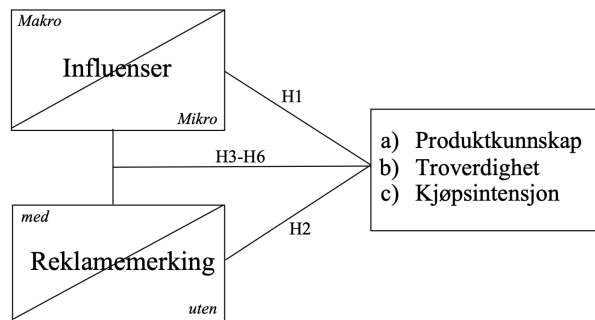 Makro
Influenser
Mikro
H1
H3-H6
a) Produktkunnskap
b) Troverdighet
c) Kjøpsintensjon
H2
med
Reklamemerking
uten